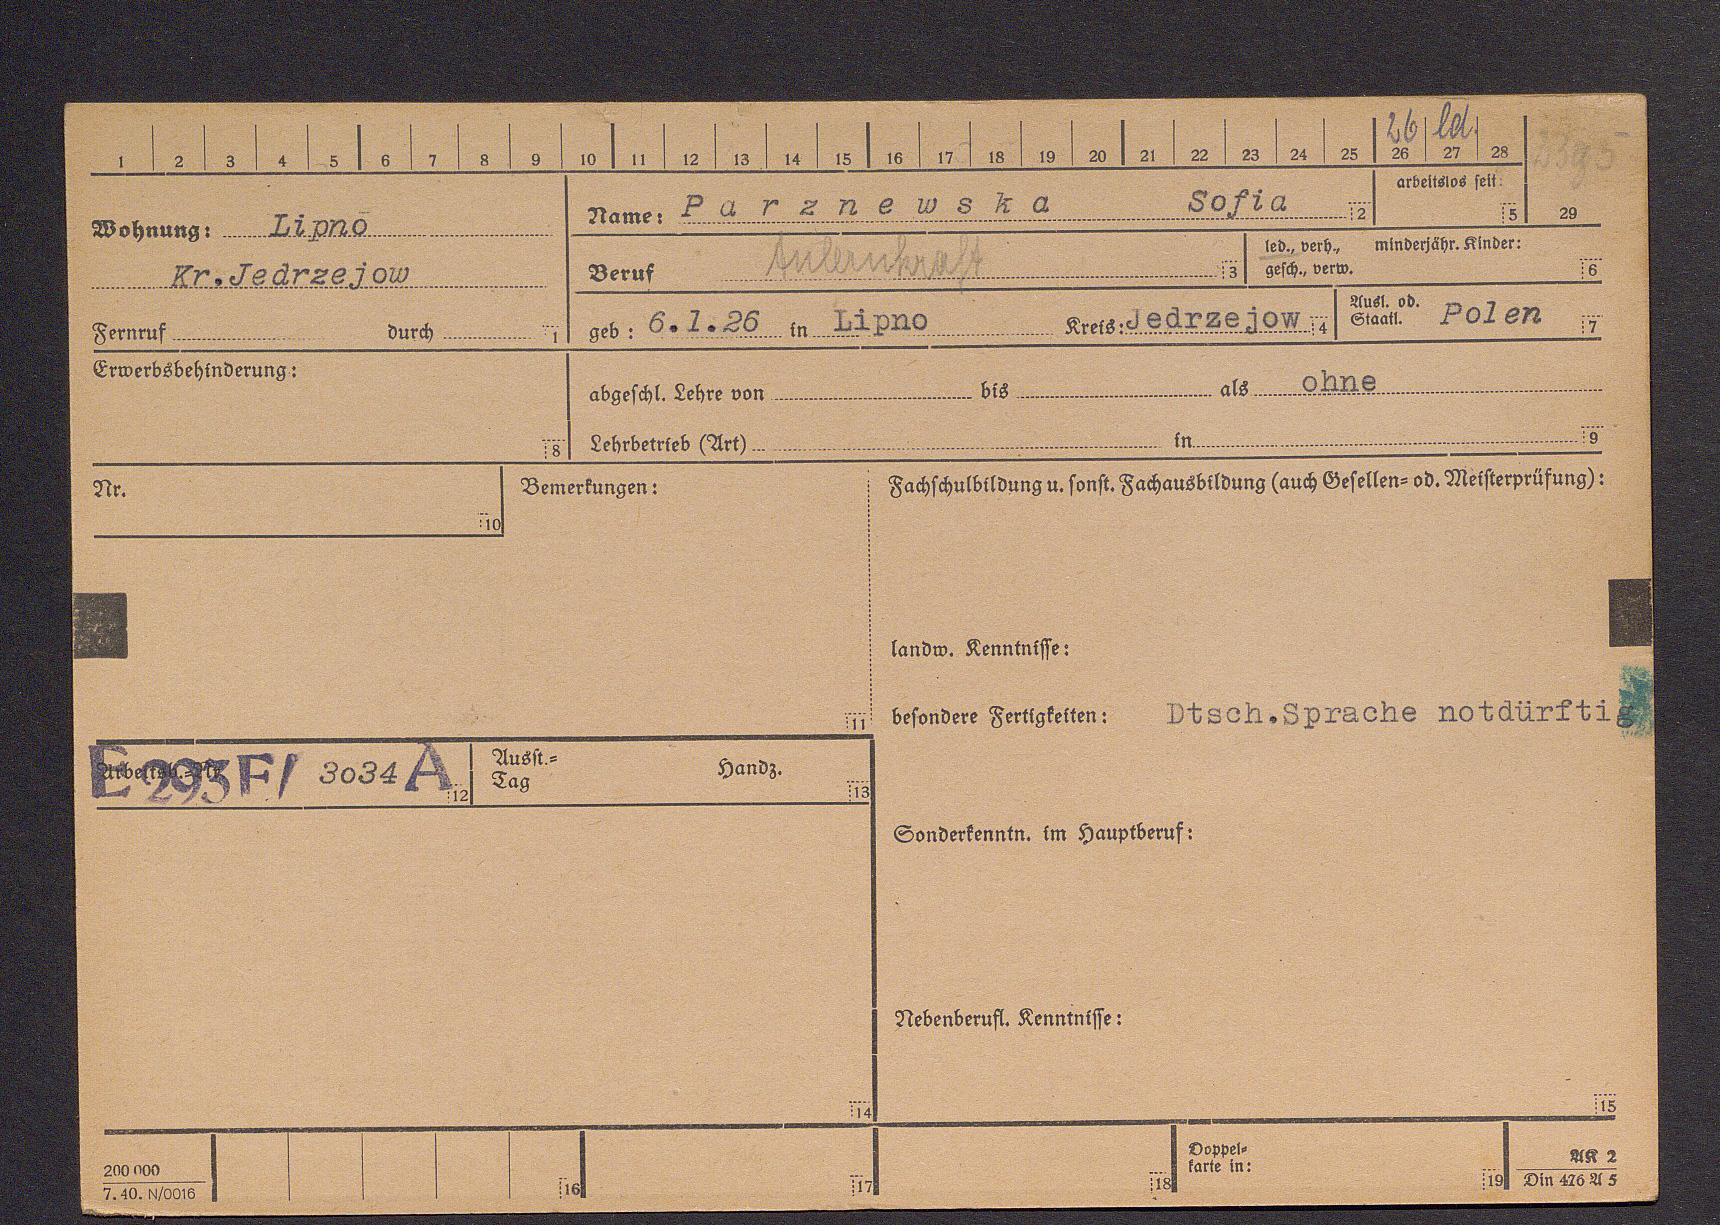 26 ld.
1 2 3 4 5 6 7 8 9 10 11 12 13 14 15 16 17 18 19 20 21 22 23 24 25 26 27 28
Wohnung: Lipno
Kr.Jedrzejow
Fernruf durch 1
Name: Parznewska Sofia 2
arbeitslos seit: 5 29
Beruf Anlernkraft 3
led., verh., minderjähr. Kinder:
gesch., verw. 6
geb: 6.1.26 in Lipno Kreis: Jedrzejow 4
Ausl. od.
Staatl. Polen 7
Erwerbsbehinderung:
8
abgeschl. Lehre von bis als ohne
Lehrbetrieb (Art) in 9
Nr.
10
Bemerkungen:
11
Fachschulbildung u. sonst. Fachausbildung (auch Gesellen- od. Meisterprüfung):
landw. Kenntnisse:
besondere Fertigkeiten: Dtsch.Sprache notdürftig
Arbeitsb.-Nr.
E 293F/ 3034 A 12
Ausst.-
Tag Handz. 13
Sonderkenntn. im Hauptberuf:
Nebenberufl. Kenntnisse:
14 15
200 000
7. 40. N/0016
16 17 18
Doppel-
karte in: 19
AK 2
Din 476 A 5